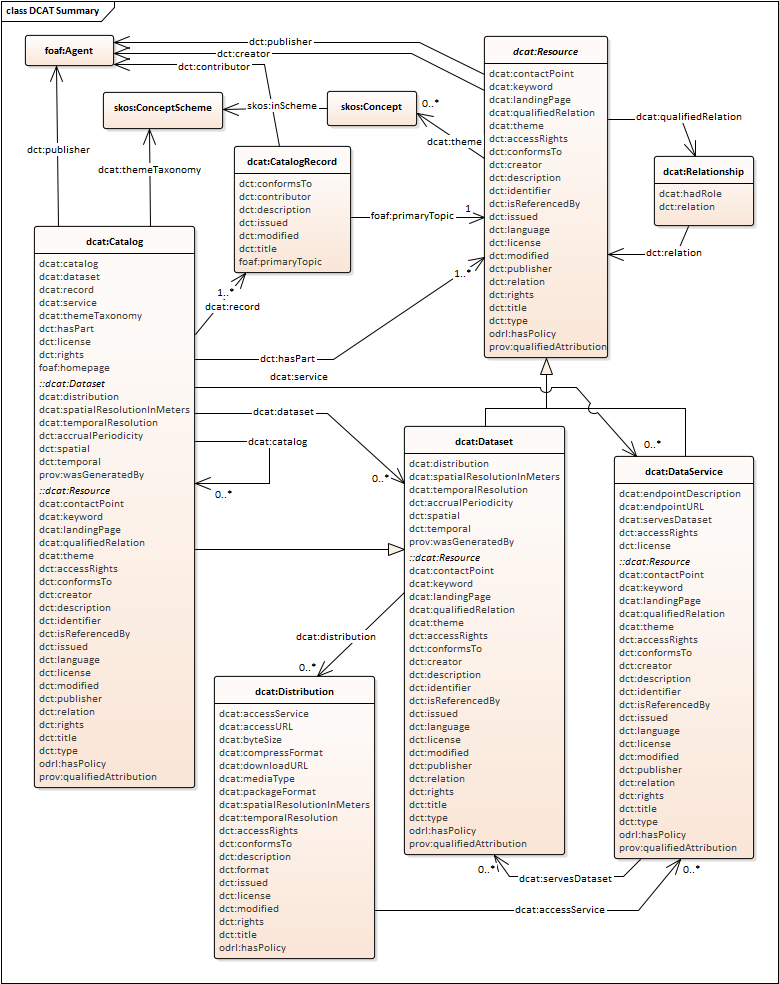 class DCAT Summary
foaf:Agent
dct:publisher
dct:creator
dct:contributor
dcat:Resource
dcat:contactPoint
dcat:keyword
dcat:landingPage
dcat:qualifiedRelation
dcat:theme
dct:accessRights
dct:conformsTo
dct:creator
dct:description
dct:identifier
dct:isReferencedBy
dct:issued
dct:language
dct:license
dct:modified
dct:publisher
dct:relation
dct:rights
dct:title
dct:type
odrl:hasPolicy
prov:qualifiedAttribution
skos:ConceptScheme
skos:inScheme
skos:Concept
0..*
dcat:theme
dcat:qualifiedRelation
dcat:Relationship
dcat:hadRole
dct:relation
dct:relation
dct:publisher
dcat:themeTaxonomy
dcat:CatalogRecord
dct:conformsTo
dct:contributor
dct:description
dct:issued
dct:modified
dct:title
foaf:primaryTopic
foaf:primaryTopic
1
dcat:Catalog
dcat:catalog
dcat:dataset
dcat:record
dcat:service
dcat:themeTaxonomy
dct:hasPart
dct:license
dct:rights
foaf:homepage
::dcat:Dataset
dcat:distribution
dcat:spatialResolutionInMeters
dcat:temporalResolution
dct:accrualPeriodicity
dct:spatial
dct:temporal
prov:wasGeneratedBy
::dcat:Resource
dcat:contactPoint
dcat:keyword
dcat:landingPage
dcat:qualifiedRelation
dcat:theme
dct:accessRights
dct:conformsTo
dct:creator
dct:description
dct:identifier
dct:isReferencedBy
dct:issued
dct:language
dct:license
dct:modified
dct:publisher
dct:relation
dct:rights
dct:title
dct:type
odrl:hasPolicy
prov:qualifiedAttribution
1..*
dcat:record
1..*
dct:hasPart
dcat:service
0..*
dcat:dataset
0..*
dcat:catalog
0..*
dcat:Dataset
dcat:distribution
dcat:spatialResolutionInMeters
dcat:temporalResolution
dct:accrualPeriodicity
dct:spatial
dct:temporal
prov:wasGeneratedBy
::dcat:Resource
dcat:contactPoint
dcat:keyword
dcat:landingPage
dcat:qualifiedRelation
dcat:theme
dct:accessRights
dct:conformsTo
dct:creator
dct:description
dct:identifier
dct:isReferencedBy
dct:issued
dct:language
dct:license
dct:modified
dct:publisher
dct:relation
dct:rights
dct:title
dct:type
odrl:hasPolicy
prov:qualifiedAttribution
dcat:DataService
dcat:endpointDescription
dcat:endpointURL
dcat:servesDataset
dct:accessRights
dct:license
::dcat:Resource
dcat:contactPoint
dcat:keyword
dcat:landingPage
dcat:qualifiedRelation
dcat:theme
dct:accessRights
dct:conformsTo
dct:creator
dct:description
dct:identifier
dct:isReferencedBy
dct:issued
dct:language
dct:license
dct:modified
dct:publisher
dct:relation
dct:rights
dct:title
dct:type
odrl:hasPolicy
prov:qualifiedAttribution
dcat:distribution
0..*
dcat:Distribution
dcat:accessService
dcat:accessURL
dcat:byteSize
dcat:compressFormat
dcat:downloadURL
dcat:mediaType
dcat:packageFormat
dcat:spatialResolutionInMeters
dcat:temporalResolution
dct:accessRights
dct:conformsTo
dct:description
dct:format
dct:issued
dct:license
dct:modified
dct:rights
dct:title
odrl:hasPolicy
0..*
dcat:servesDataset
0..*
dcat:accessService